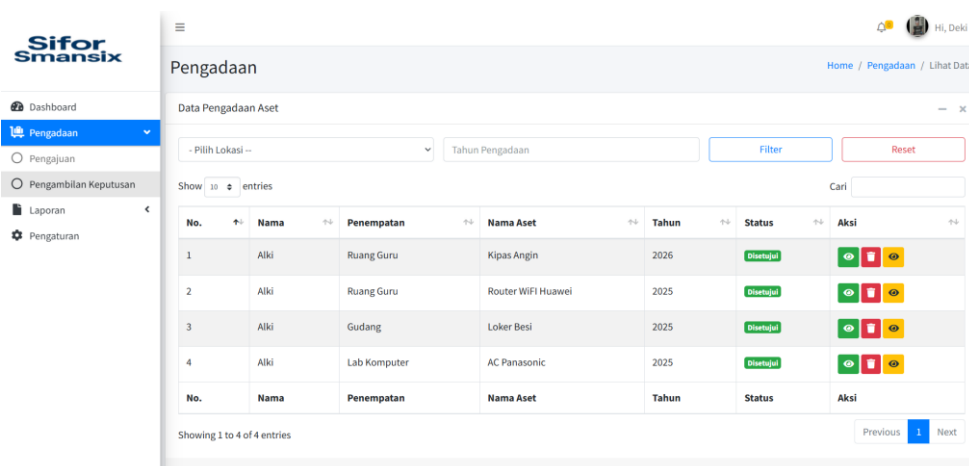 Sifor
Smansix
Hi, Deki
Pengadaan
Home / Pengadaan / Lihat Data
Dashboard
Pengadaan
Pengajuan
Pengambilan Keputusan
Laporan
Pengaturan
Data Pengadaan Aset
- Pilih Lokasi --
Tahun Pengadaan
Filter
Reset
Show 10 entries
Cari
No. Nama Penempatan Nama Aset Tahun Status Aksi
1 Alki Ruang Guru Kipas Angin 2026 Disetujui
2 Alki Ruang Guru Router WiFI Huawei 2025 Disetujui
3 Alki Gudang Loker Besi 2025 Disetujui
4 Alki Lab Komputer AC Panasonic 2025 Disetujui
No. Nama Penempatan Nama Aset Tahun Status Aksi
Showing 1 to 4 of 4 entries
Previous 1 Next